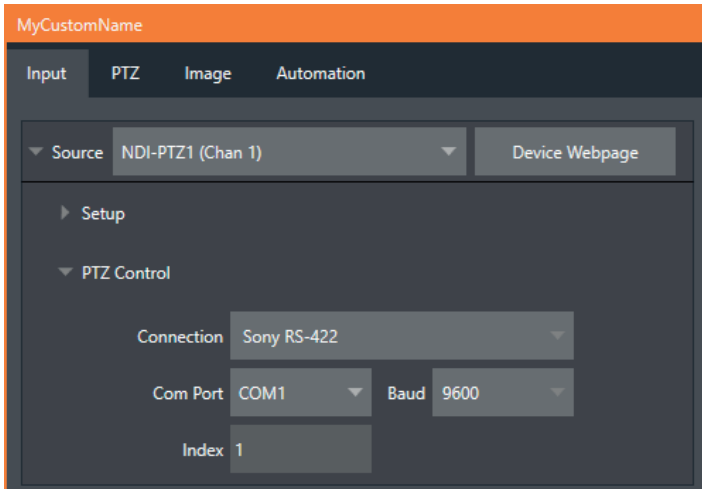 MyCustomName
Input PTZ Image Automation
Source NDI-PTZ1 (Chan 1) Device Webpage
Setup
PTZ Control
Connection Sony RS-422
Com Port COM1 Baud 9600
Index 1